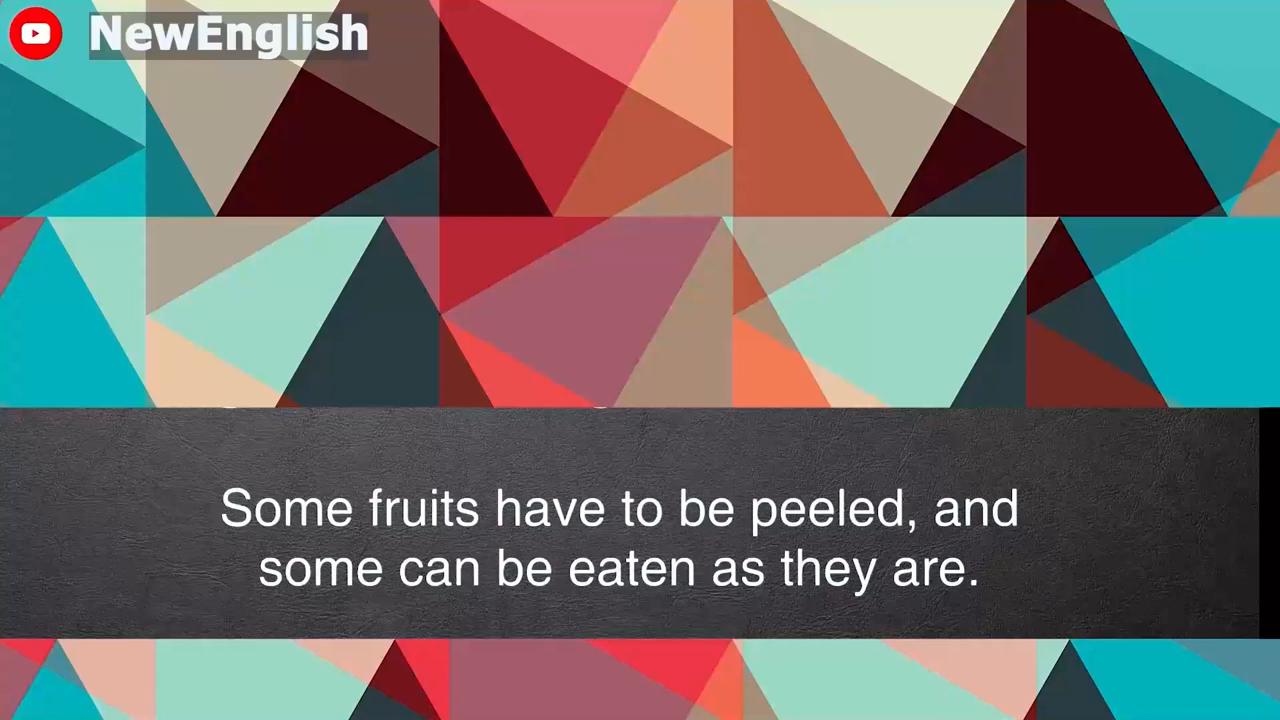 NewEnglish
Some fruits have to be peeled, and
some can be eaten as they are.